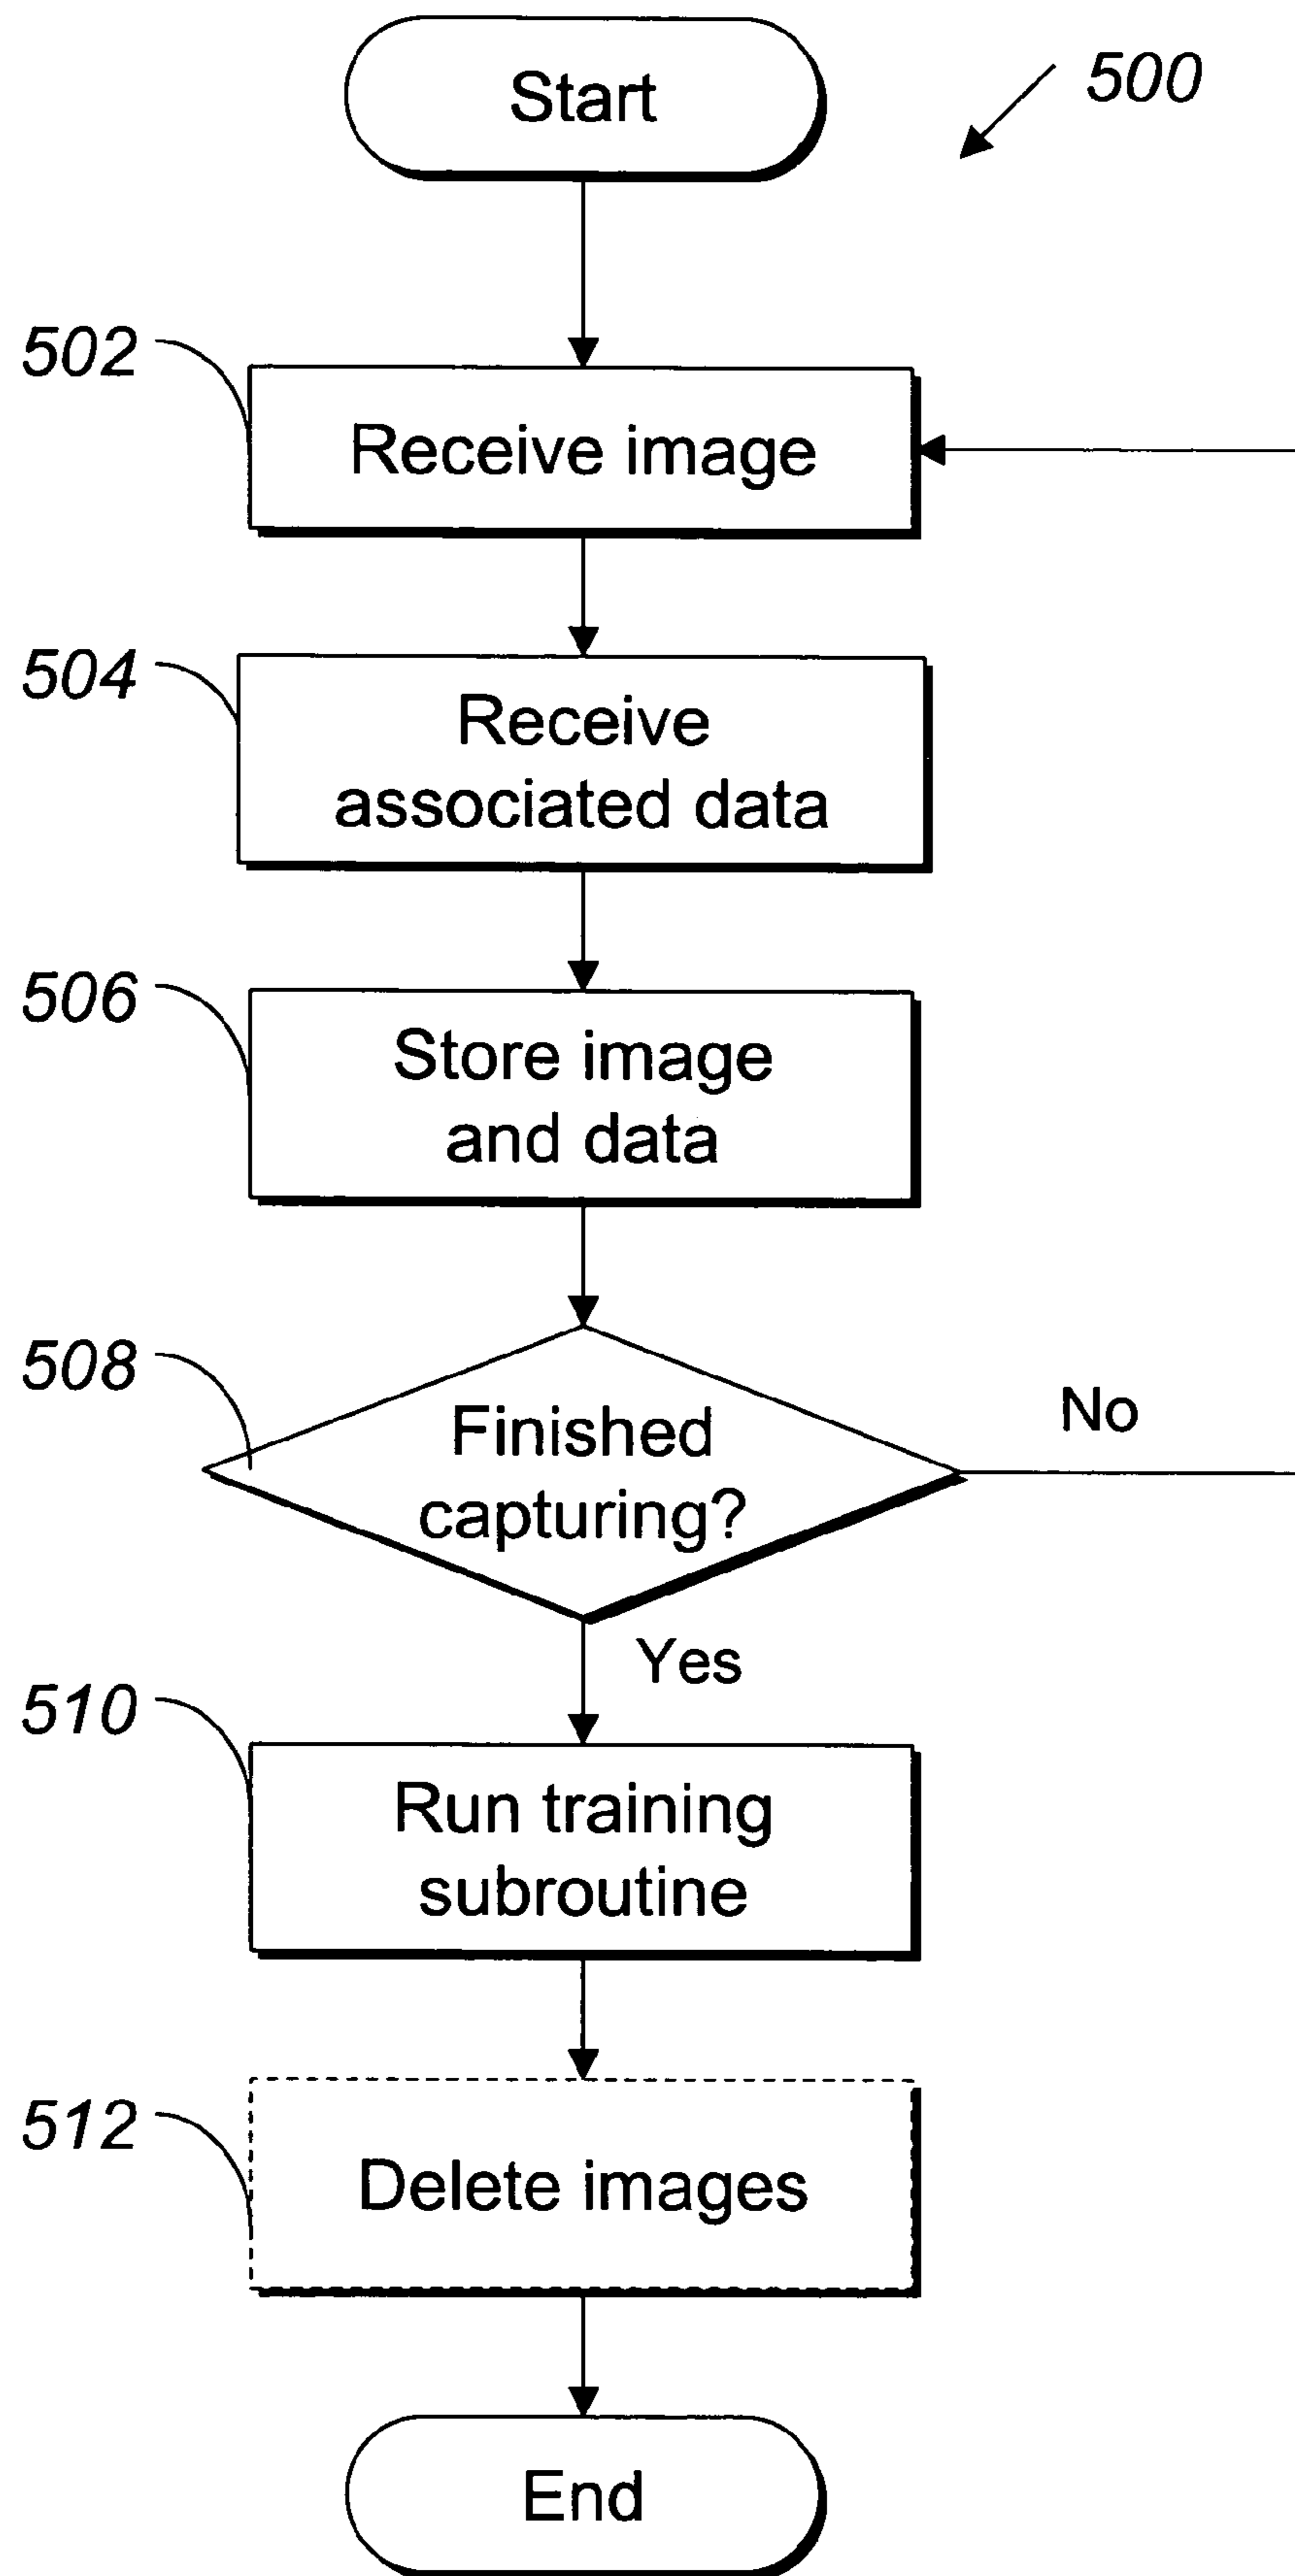 Start
500
502
Receive image
504
Receive
associated data
506
Store image
and data
508
Finished
capturing?
No
Yes
510
Run training
subroutine
512
Delete images
End